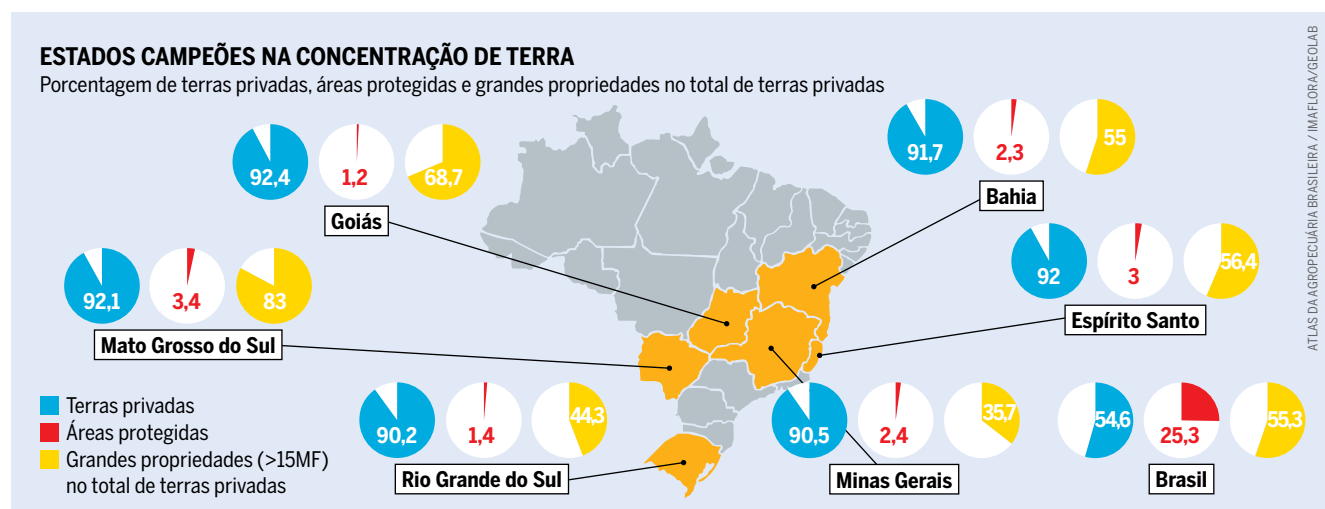 ESTADOS CAMPEÕES NA CONCENTRAÇÃO DE TERRA
Porcentagem de terras privadas, áreas protegidas e grandes propriedades no total de terras privadas
92,4
1,2
68,7
Goiás
91,7
2,3
55
Bahia
92,1
3,4
83
Mato Grosso do Sul
92
3
56,4
Espírito Santo
Terras privadas
Áreas protegidas
Grandes propriedades (>15MF)
no total de terras privadas
90,2
1,4
44,3
Rio Grande do Sul
90,5
2,4
35,7
Minas Gerais
54,6
25,3
55,3
Brasil
ATLAS DA AGROPECUÁRIA BRASILEIRA / IMAFLORA/GEOLAB